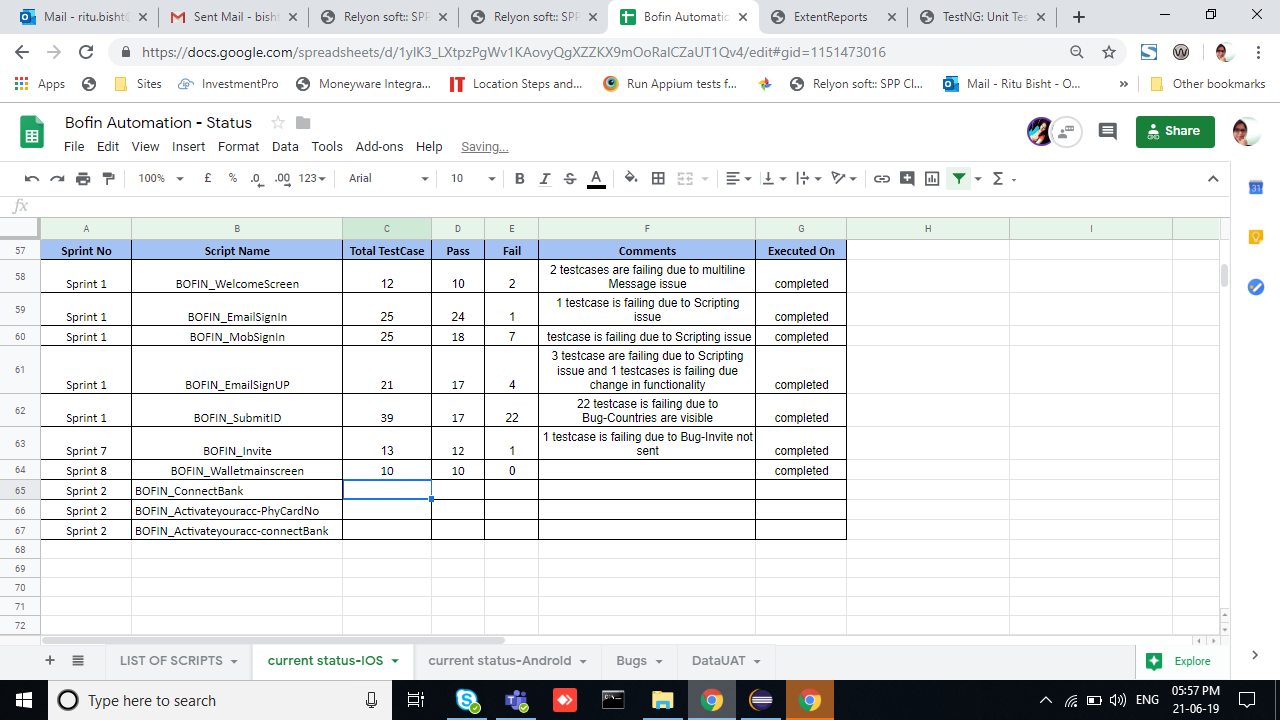 Mail - ritu.bisht@
Sent Mail - bish
Relyon soft:: SPP
Relyon soft:: SPP
Bofin Automatic
ExtentReports
TestNG: Unit Tes
https://docs.google.com/spreadsheets/d/1ylK3_LXtpzPgWv1KAovyQgXZZKX9mOoRalCZaUT1Qv4/edit#gid=1151473016
Apps
Sites
InvestmentPro
Moneyware Integra...
Location Steps and...
Run Appium tests f...
Relyon soft:: SPP Cl...
Mail - Ritu Bisht - O...
Other bookmarks
Bofin Automation - Status
File Edit View Insert Format Data Tools Add-ons Help Saving...
Share
100% £ % .0 .00 123 Arial 10 B I S A Σ
fx
A B C D E F G H I
57 Sprint No Script Name Total TestCase Pass Fail Comments Executed On
58 Sprint 1 BOFIN_WelcomeScreen 12 10 2 2 testcases are failing due to multiline
Message issue completed
59 Sprint 1 BOFIN_EmailSignIn 25 24 1 1 testcase is failing due to Scripting
issue completed
60 Sprint 1 BOFIN_MobSignIn 25 18 7 testcase is failing due to Scripting issue completed
61 Sprint 1 BOFIN_EmailSignUP 21 17 4 3 testcase are failing due to Scripting
issue and 1 testcases is failing due
change in functionality completed
62 Sprint 1 BOFIN_SubmitID 39 17 22 22 testcase is failing due to
Bug-Countries are visible completed
63 Sprint 7 BOFIN_Invite 13 12 1 1 testcase is failing due to Bug-Invite not
sent completed
64 Sprint 8 BOFIN_Walletmainscreen 10 10 0 completed
65 Sprint 2 BOFIN_ConnectBank
66 Sprint 2 BOFIN_Activateyouracc-PhyCardNo
67 Sprint 2 BOFIN_Activateyouracc-connectBank
68
69
70
71
72
LIST OF SCRIPTS
current status-IOS
current status-Android
Bugs
DataUAT
Explore
Type here to search
ENG
05:57 PM
21-06-19